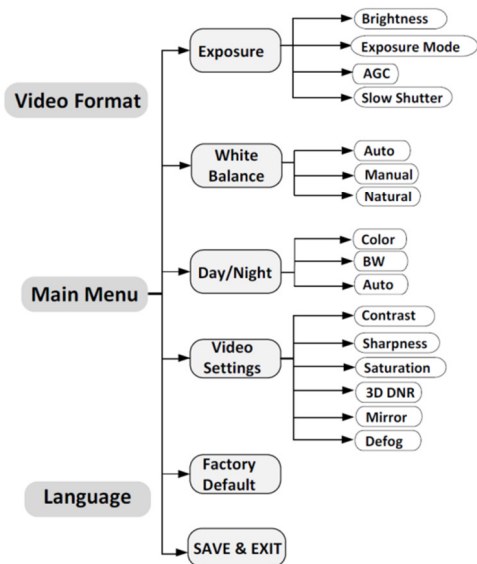 Video Format
Main Menu
Language
Exposure
White
Balance
Day/Night
Video
Settings
Factory
Default
SAVE & EXIT
Brightness
Exposure Mode
AGC
Slow Shutter
Auto
Manual
Natural
Color
BW
Auto
Contrast
Sharpness
Saturation
3D DNR
Mirror
Defog